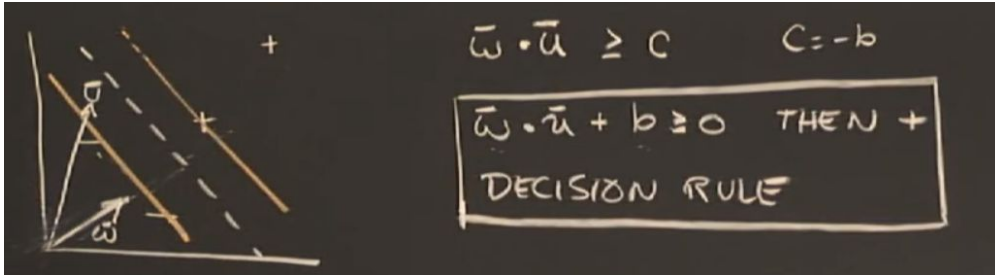 +
w̄ · ū ≥ C    C = -b
ū
+
w̄ · ū + b ≥ 0 THEN +
-
DECISION RULE
-
w̄